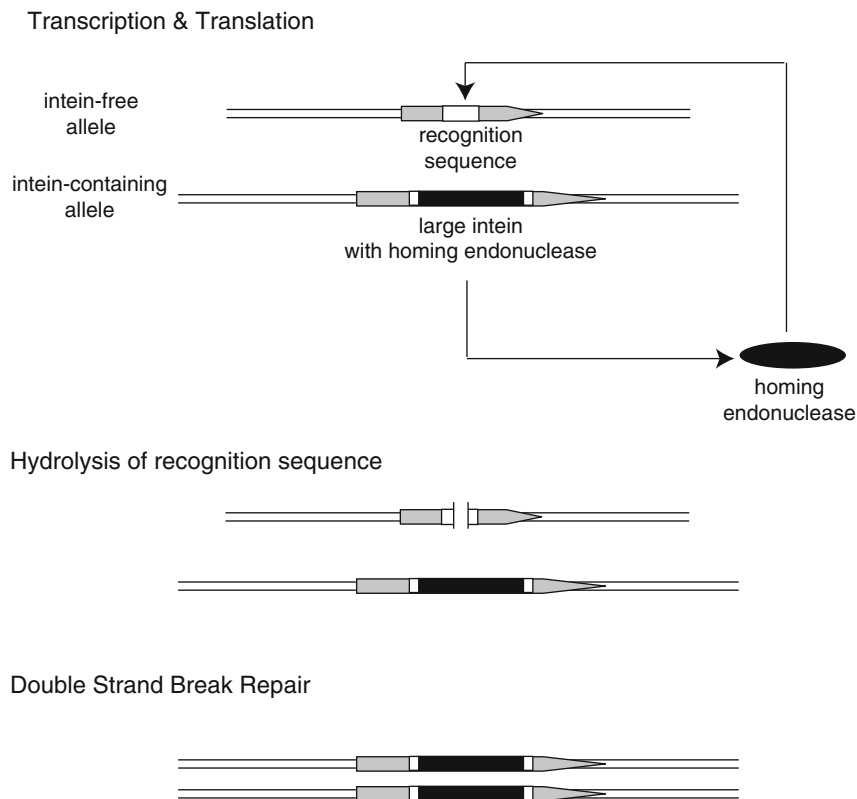 Transcription & Translation
intein-free
allele
recognition
sequence
intein-containing
allele
large intein
with homing endonuclease
homing
endonuclease
Hydrolysis of recognition sequence
Double Strand Break Repair